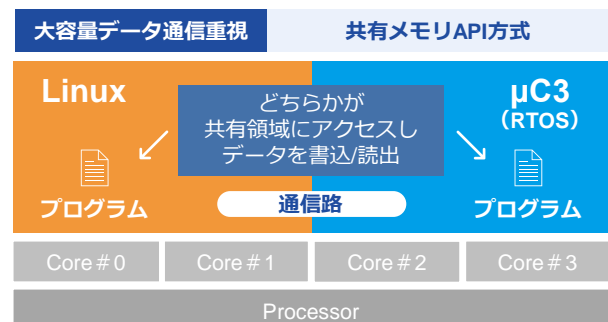 大容量データ通信重視
共有メモリAPI方式
Linux
どちらかが
共有領域にアクセスし
データを書込/読出
µC3
（RTOS）
プログラム
通信路
プログラム
Core＃0
Core＃1
Core＃2
Core＃3
Processor